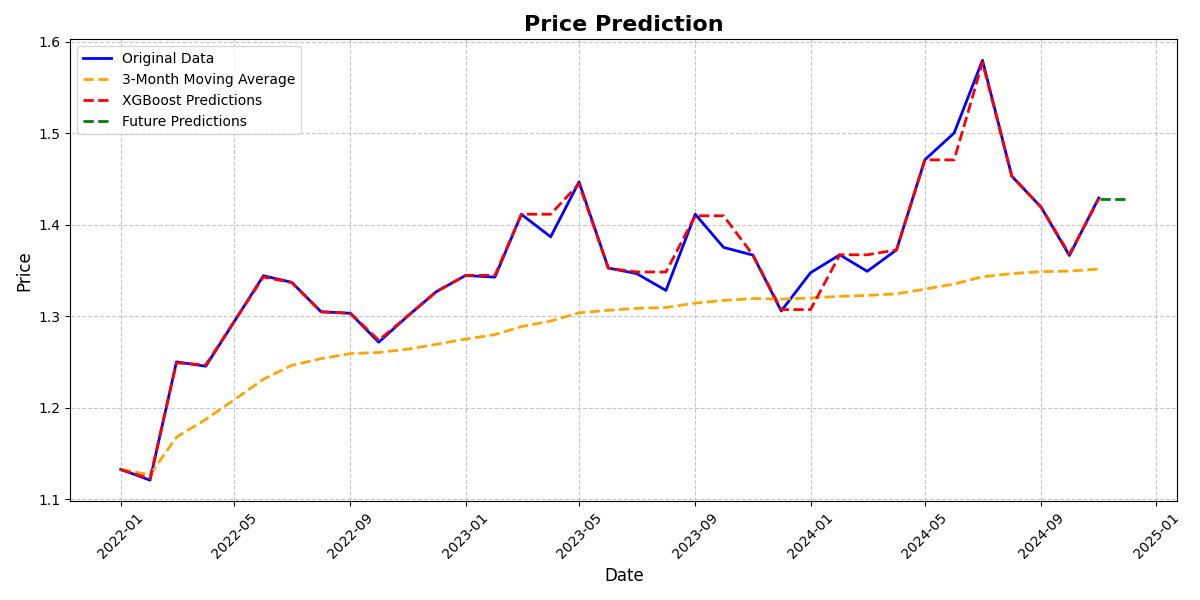 Price Prediction
Original Data
3-Month Moving Average
XGBoost Predictions
Future Predictions
1.6
1.5
1.4
1.3
1.2
1.1
Price
2022-01
2022-05
2022-09
2023-01
2023-05
2023-09
2024-01
2024-05
2024-09
2025-01
Date